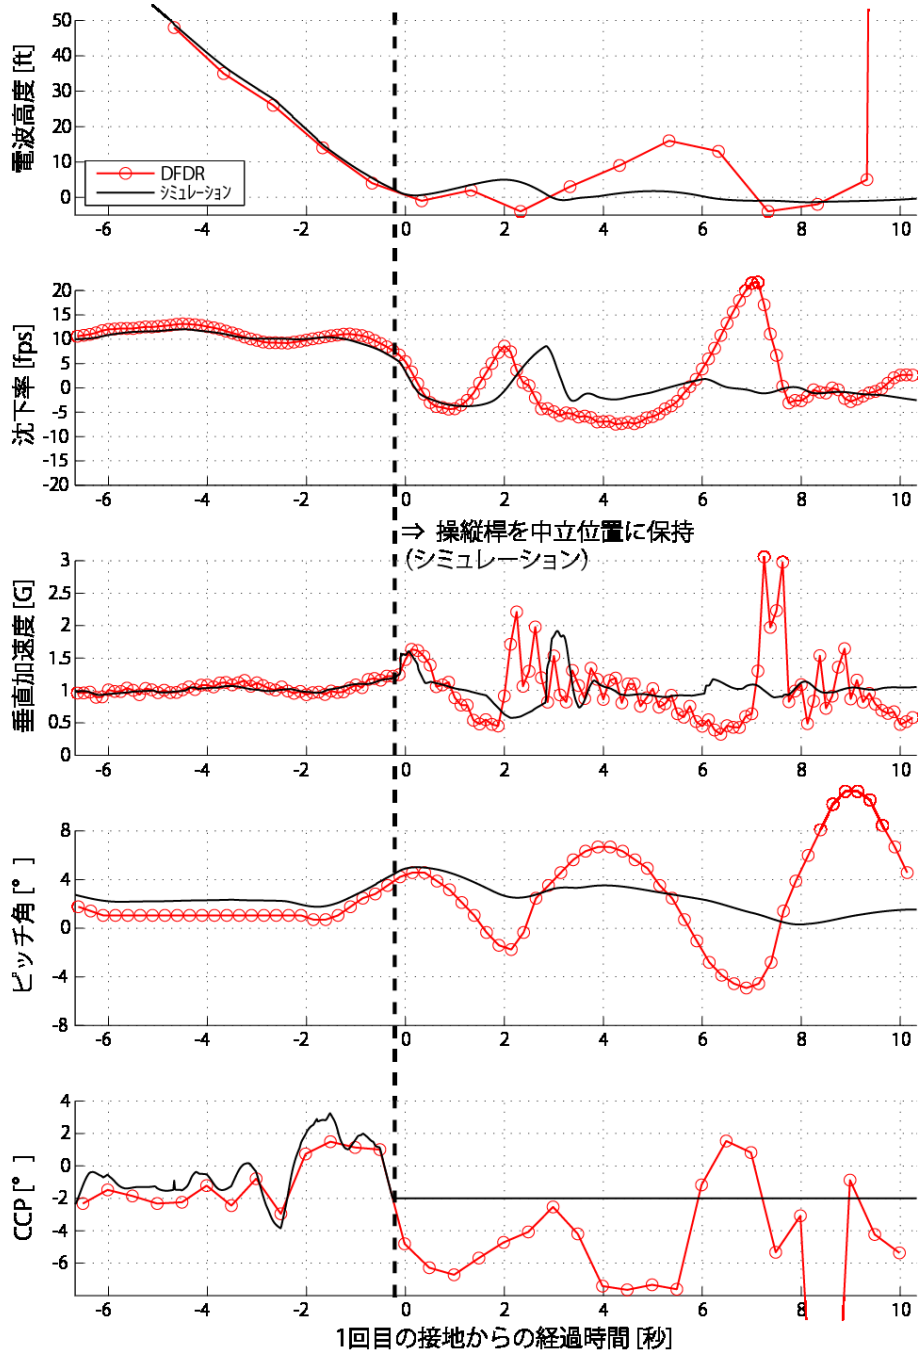 電波高度 [ft]
50
40
30
20
10
0
DFDR
シミュレーション
-6 -4 -2 0 2 4 6 8 10
沈下率 [fps]
20
15
10
5
0
-5
-10
-15
-20
-6 -4 -2 0 2 4 6 8 10
⇒ 操縦桿を中立位置に保持
(シミュレーション)
垂直加速度 [G]
3
2.5
2
1.5
1
0.5
0
-6 -4 -2 0 2 4 6 8 10
ピッチ角 [°]
8
4
0
-4
-8
-6 -4 -2 0 2 4 6 8 10
CCP [°]
4
2
0
-2
-4
-6
-6 -4 -2 0 2 4 6 8 10
1回目の接地からの経過時間 [秒]